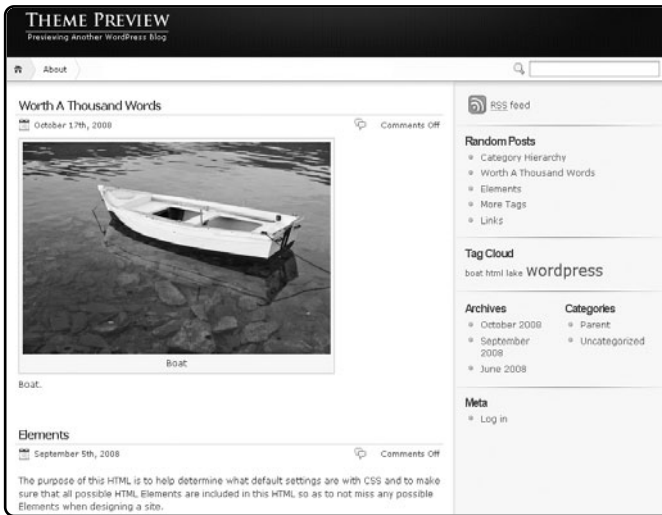 THEME PREVIEW
Previewing Another WordPress Blog
About
Worth A Thousand Words
October 17th, 2008
Comments Off
Boat
Boat.
Elements
September 5th, 2008
Comments Off
The purpose of this HTML is to help determine what default settings are with CSS and to make
sure that all possible HTML Elements are included in this HTML so as to not miss any possible
Elements when designing a site.
RSS feed
Random Posts
Category Hierarchy
Worth A Thousand Words
Elements
More Tags
Links
Tag Cloud
boat html lake wordpress
Archives
October 2008
September
2008
June 2008
Categories
Parent
Uncategorized
Meta
Log in